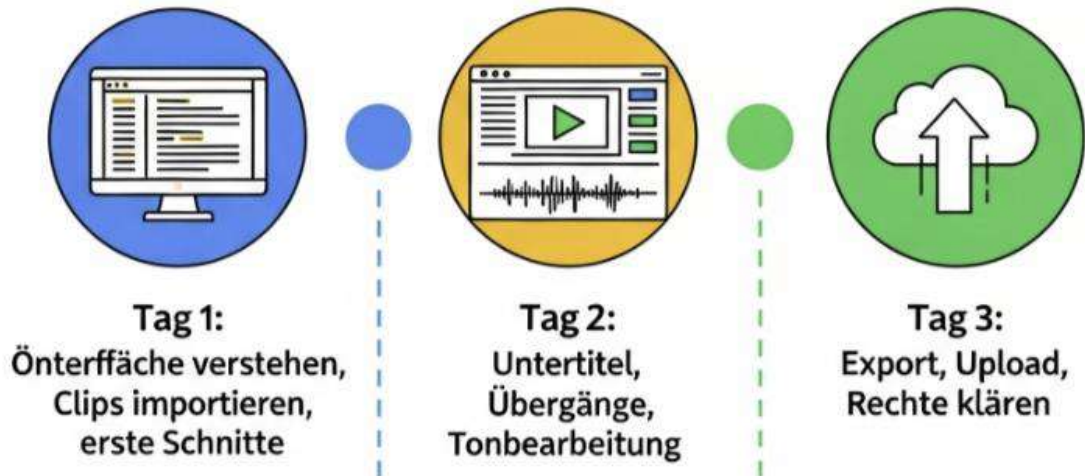 Tag 1:
Önterffäche verstehen,
Clips importieren,
erste Schnitte
Tag 2:
Untertitel,
Übergänge,
Tonbearbeitung
Tag 3:
Export, Upload,
Rechte klären